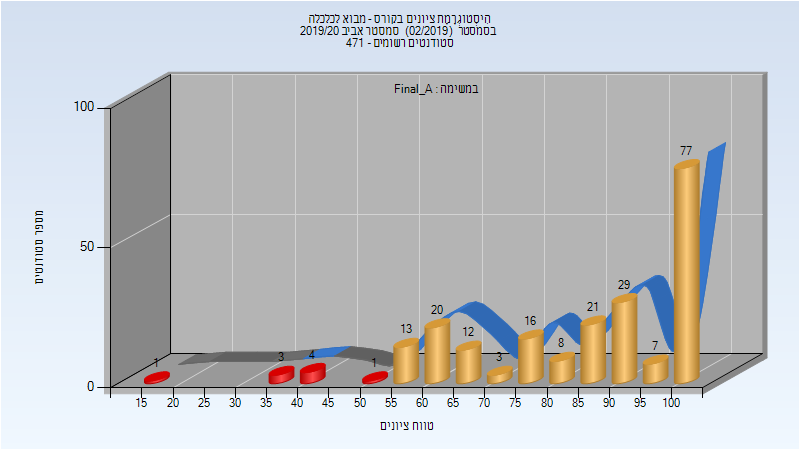 היסטוגרמת ציונים בקורס - מבוא לכלכלה
בסמסטר (02/2019) סמסטר אביב 2019/20
סטודנטים רשומים - 471
במשימה : Final_A
מספר סטודנטים
100
50
0
1
3
4
1
13
20
12
3
16
8
21
29
7
77
15 20 25 30 35 40 45 50 55 60 65 70 75 80 85 90 95 100
טווח ציונים